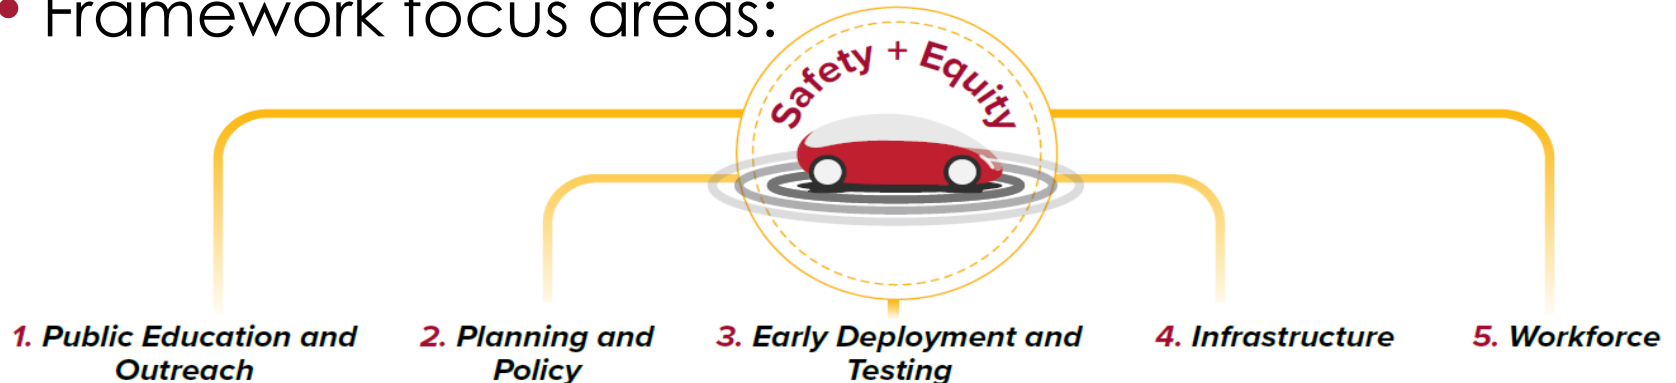 • Framework focus areas:
Safety + Equity
1. Public Education and
Outreach
2. Planning and
Policy
3. Early Deployment and
Testing
4. Infrastructure
5. Workforce